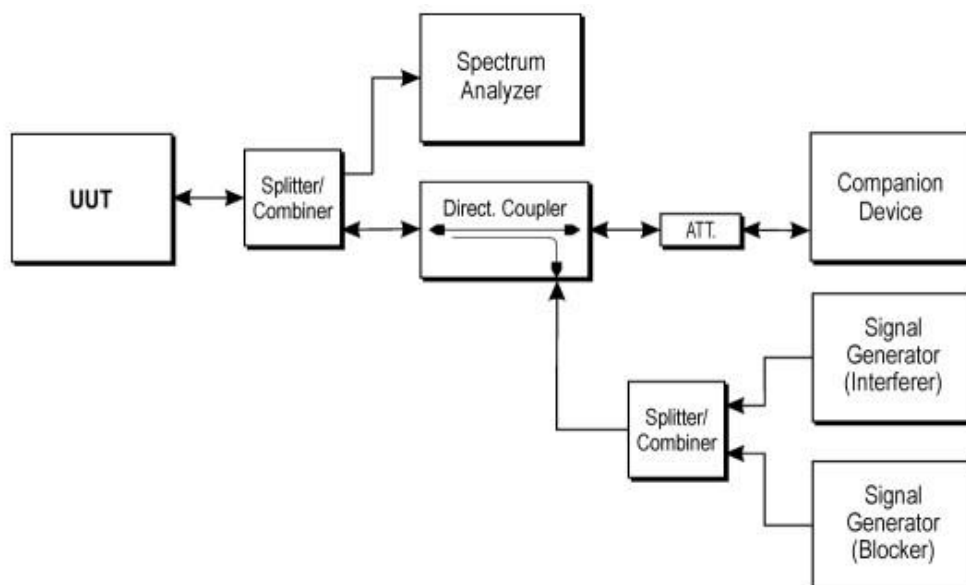 Spectrum
Analyzer
UUT
Splitter/
Combiner
Direct. Coupler
ATT.
Companion
Device
Signal
Generator
(Interferer)
Splitter/
Combiner
Signal
Generator
(Blocker)